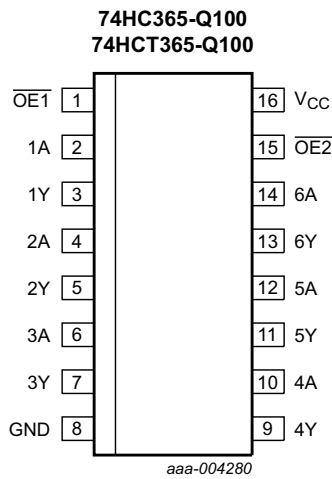 74HC365-Q100
74HCT365-Q100
OE1 1 16 VCC
1A 2 15 OE2
1Y 3 14 6A
2A 4 13 6Y
2Y 5 12 5A
3A 6 11 5Y
3Y 7 10 4A
GND 8 9 4Y
aaa-004280